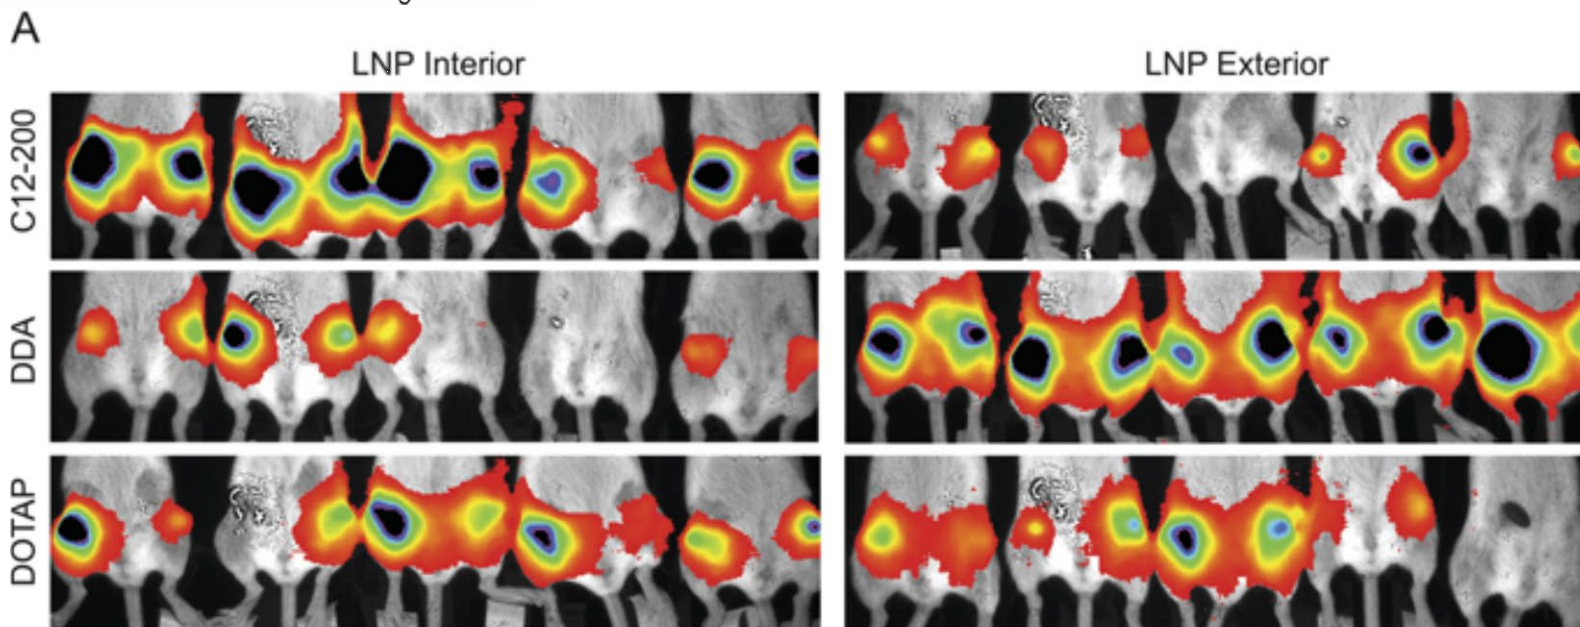 A
LNP Interior
LNP Exterior
C12-200
DDA
DOTAP